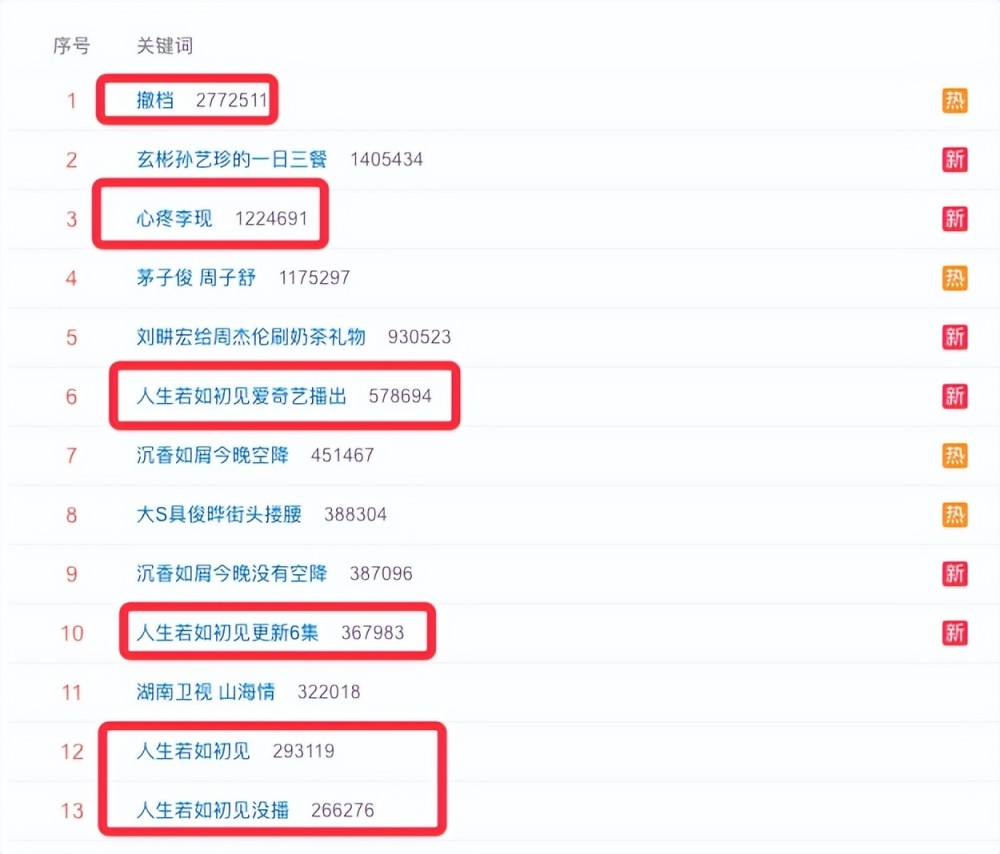 序号 关键词
1 撤档 2772511 热
2 玄彬孙艺珍的一日三餐 1405434 新
3 心疼李现 1224691 新
4 茅子俊 周子舒 1175297 热
5 刘畊宏给周杰伦刷奶茶礼物 930523 新
6 人生若如初见爱奇艺播出 578694 新
7 沉香如屑今晚空降 451467 热
8 大S具俊晔街头搂腰 388304 热
9 沉香如屑今晚没有空降 387096 新
10 人生若如初见更新6集 367983 新
11 湖南卫视 山海情 322018
12 人生若如初见 293119
13 人生若如初见没播 266276